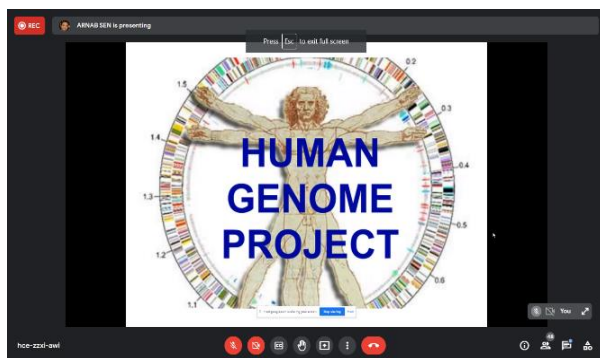 REC
ARNAB SEN is presenting
Press Esc to exit full screen
0.2
1.5
0.3
1.4
HUMAN
0.4
1.3
GENOME
0.5
PROJECT
1.2
0.6
1.1
You
hce-zzxi-awl
48